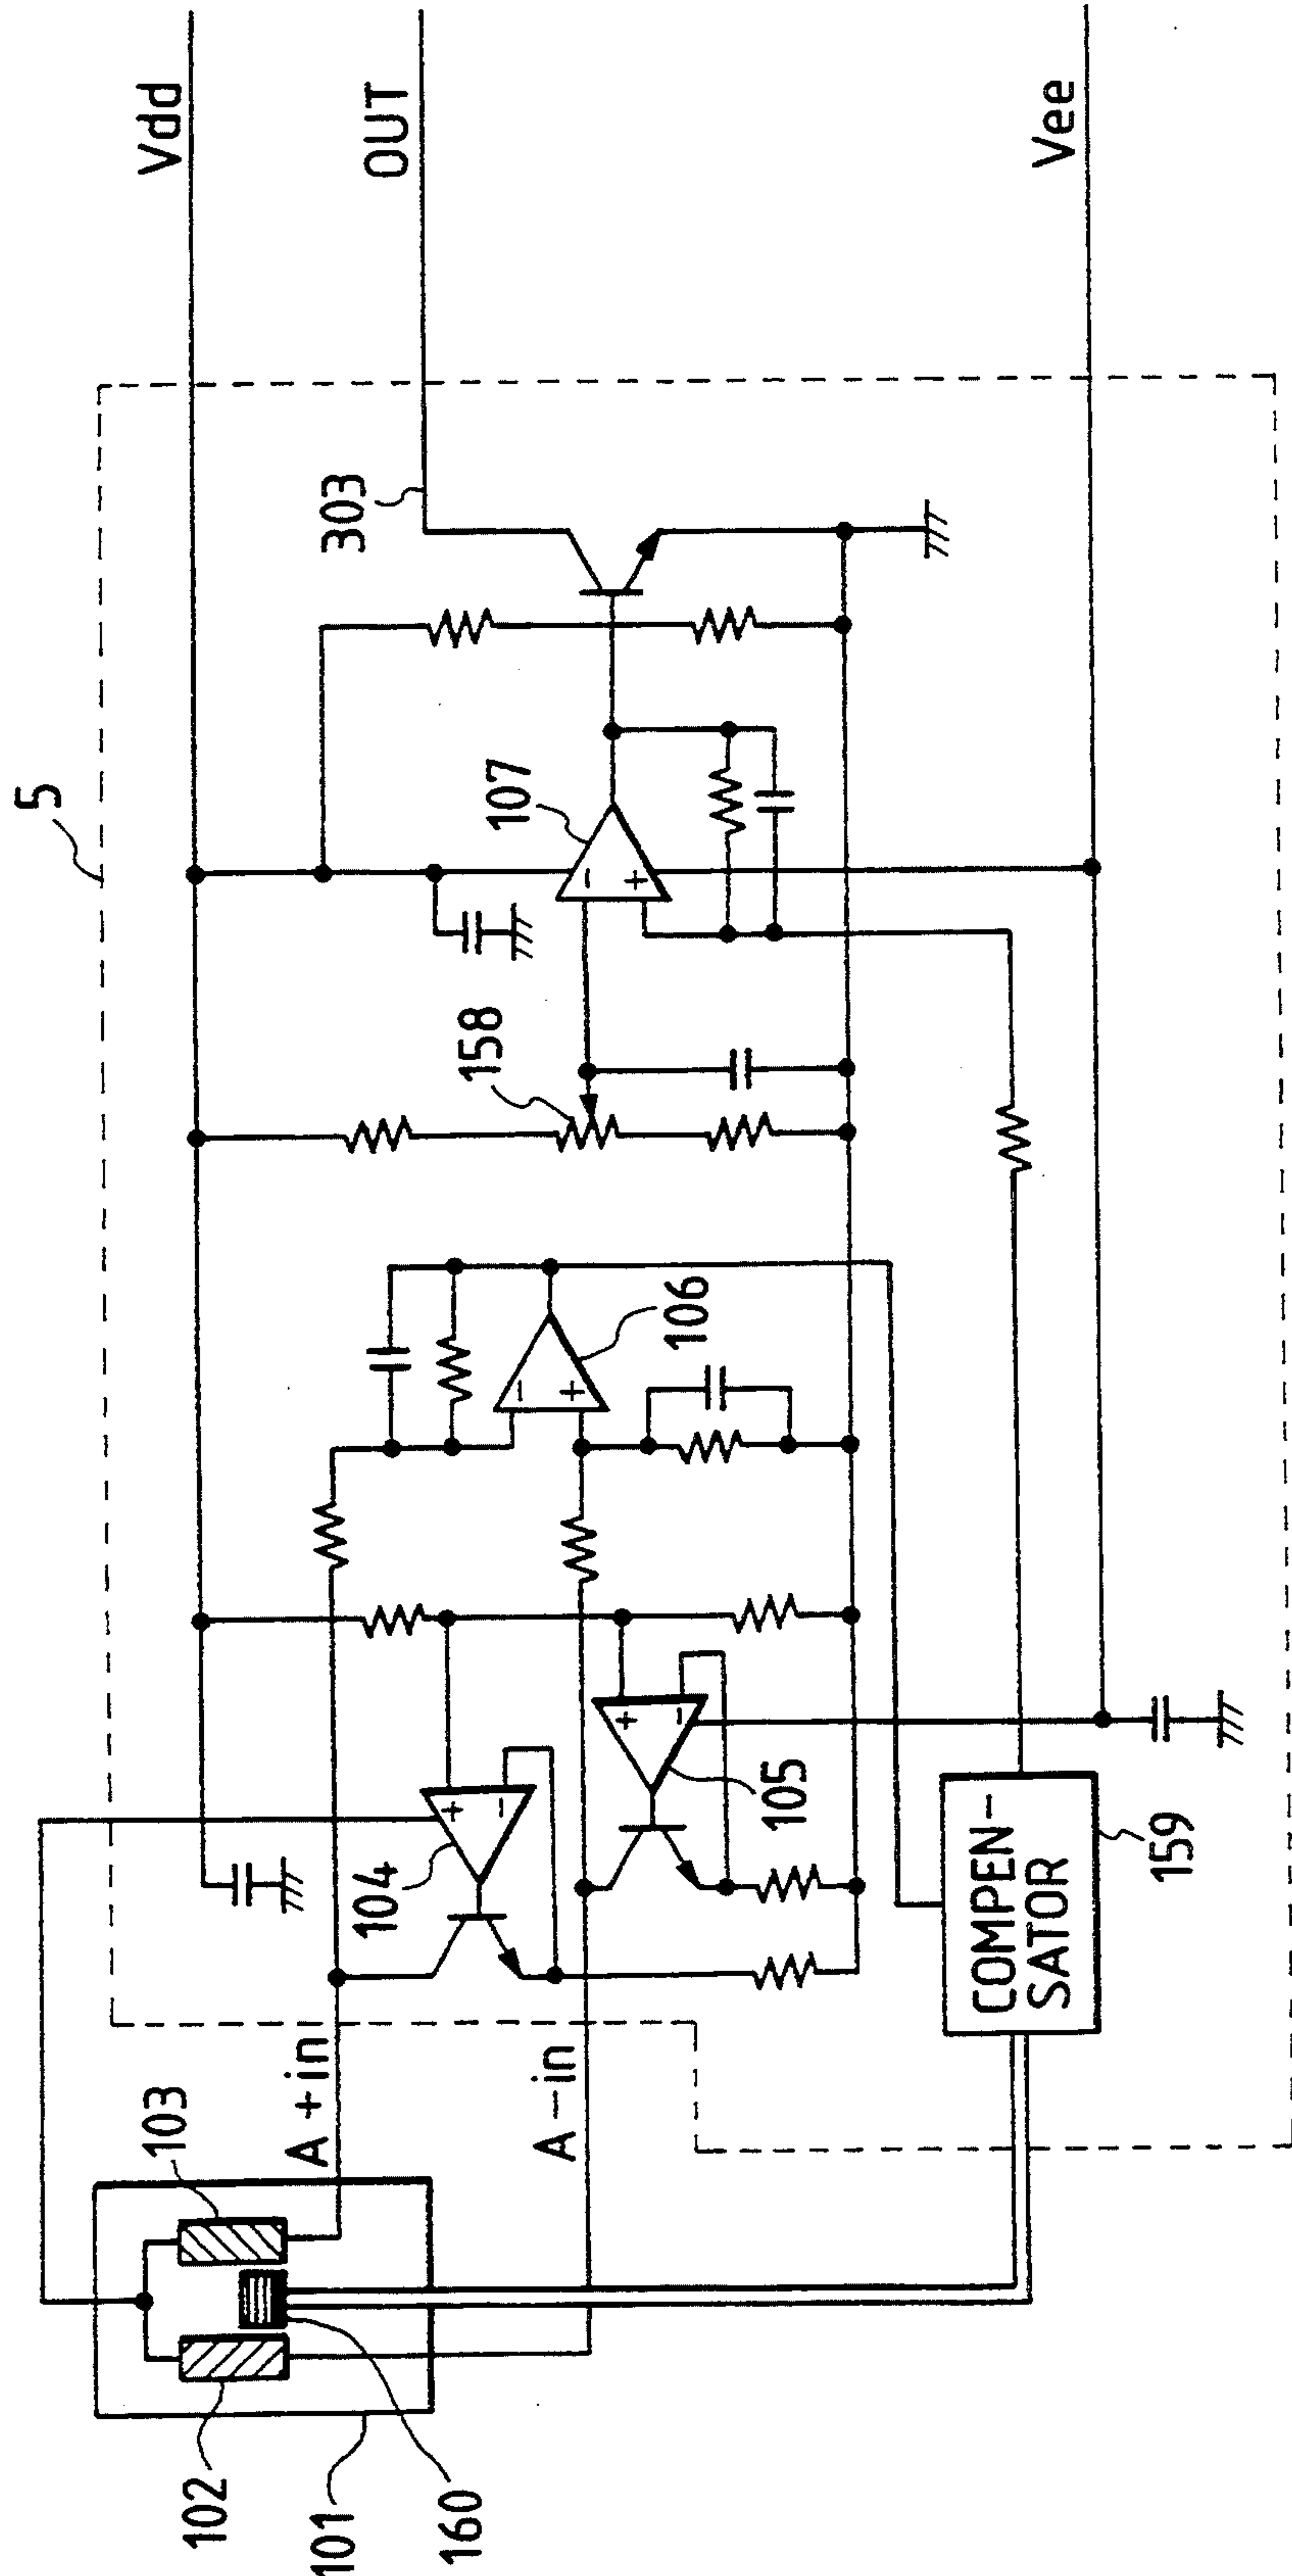 5
Vdd
OUT
Vee
303
107
158
106
104
105
COMPEN-
SATOR
159
A+in
A-in
103
102
101
160
-
+
-
+
+
-
+
-